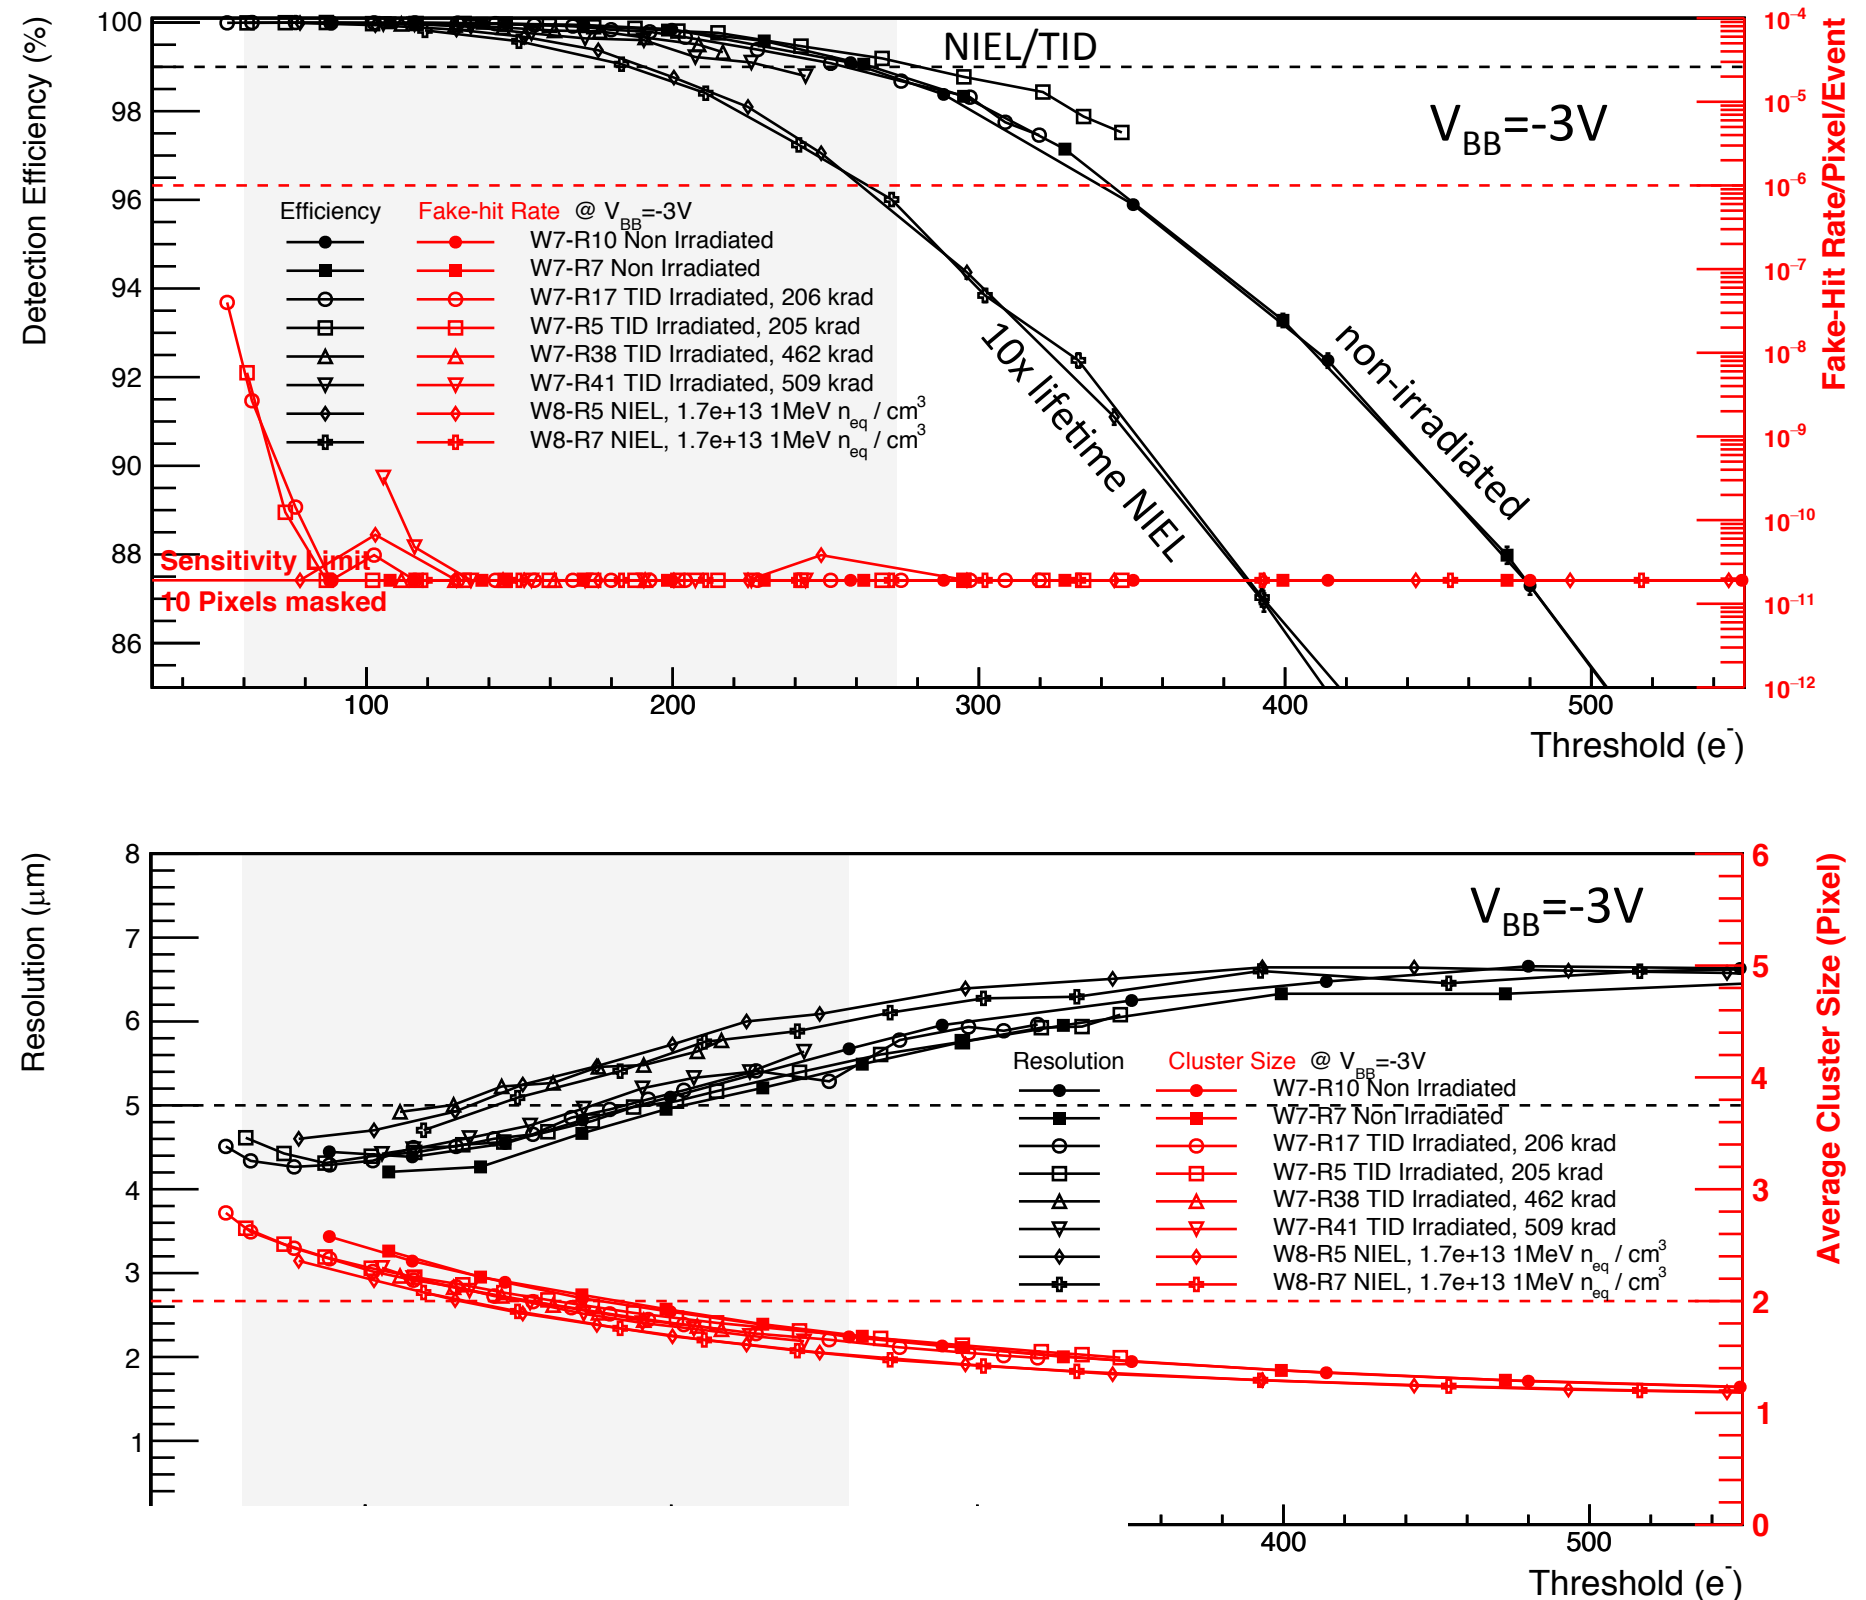 Detection Efficiency (%)
100
98
96
94
92
90
88
86
NIEL/TID
V_BB=-3V
Efficiency Fake-hit Rate @ V_BB=-3V
W7-R10 Non Irradiated
W7-R7 Non Irradiated
W7-R17 TID Irradiated, 206 krad
W7-R5 TID Irradiated, 205 krad
W7-R38 TID Irradiated, 462 krad
W7-R41 TID Irradiated, 509 krad
W8-R5 NIEL, 1.7e+13 1MeV n_eq / cm³
W8-R7 NIEL, 1.7e+13 1MeV n_eq / cm³
10x lifetime NIEL
non-irradiated
Sensitivity Limit
10 Pixels masked
10⁻⁴
10⁻⁵
10⁻⁶
10⁻⁷
10⁻⁸
10⁻⁹
10⁻¹⁰
10⁻¹¹
10⁻¹²
Fake-Hit Rate/Pixel/Event
100 200 300 400 500
Threshold (e⁻)
Resolution (μm)
8
7
6
5
4
3
2
1
V_BB=-3V
Resolution Cluster Size @ V_BB=-3V
W7-R10 Non Irradiated
W7-R7 Non Irradiated
W7-R17 TID Irradiated, 206 krad
W7-R5 TID Irradiated, 205 krad
W7-R38 TID Irradiated, 462 krad
W7-R41 TID Irradiated, 509 krad
W8-R5 NIEL, 1.7e+13 1MeV n_eq / cm³
W8-R7 NIEL, 1.7e+13 1MeV n_eq / cm³
6
5
4
3
2
1
0
Average Cluster Size (Pixel)
400 500
Threshold (e⁻)